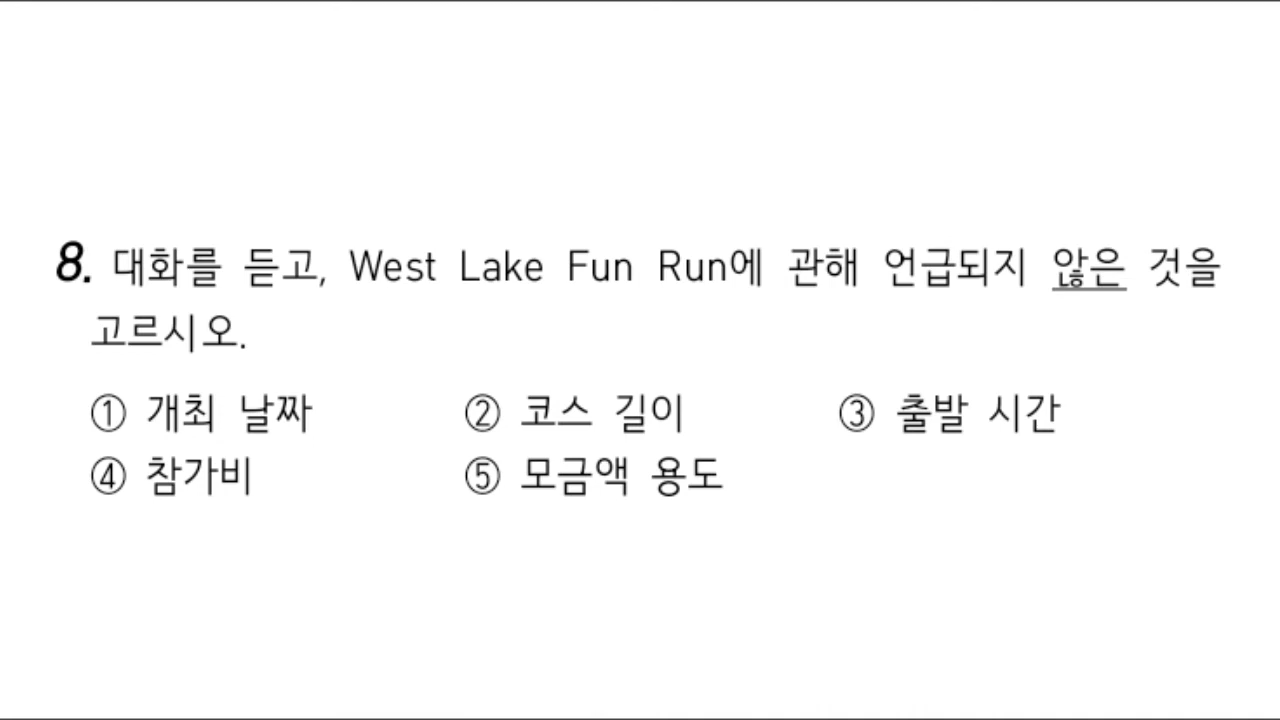 8. 대화를 듣고, West Lake Fun Run에 관해 언급되지 않은 것을
고르시오.
① 개최 날짜 ② 코스 길이 ③ 출발 시간
④ 참가비 ⑤ 모금액 용도